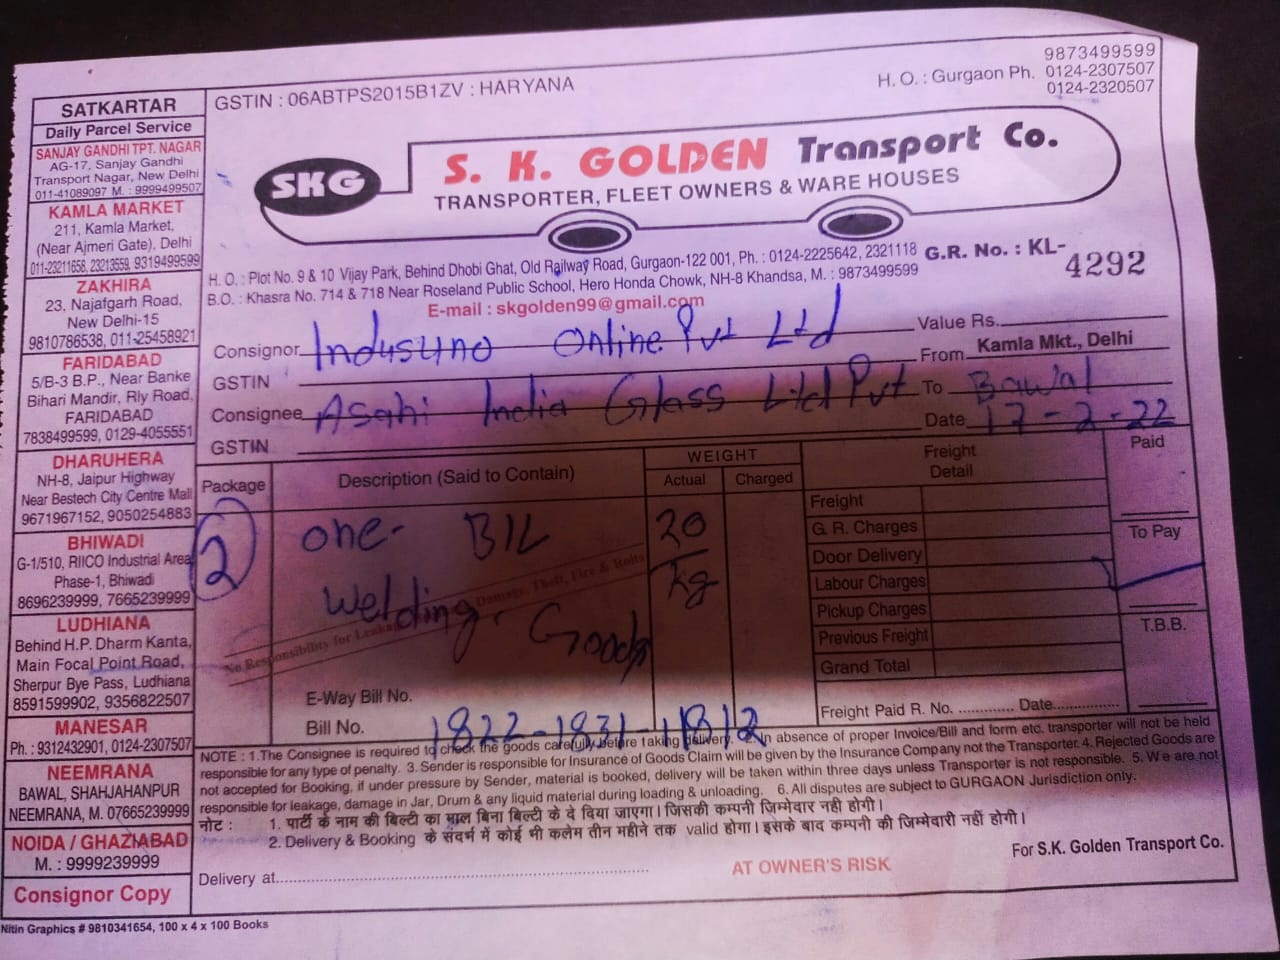 SATKARTAR
Daily Parcel Service
SANJAY GANDHI TPT. NAGAR
AG-17, Sanjay Gandhi
Transport Nagar, New Delhi
011-41089097 M. : 9999499507
KAMLA MARKET
211, Kamla Market,
(Near Ajmeri Gate), Delhi
011-23211658, 23213559, 9319499599
ZAKHIRA
23, Najafgarh Road,
New Delhi-15
9810786538, 011-25458921
FARIDABAD
5/B-3 B.P., Near Banke
Bihari Mandir, Rly Road,
FARIDABAD
7838499599, 0129-4055551
DHARUHERA
NH-8, Jaipur Highway
Near Bestech City Centre Mall
9671967152, 9050254883
BHIWADI
G-1/510, RIICO Industrial Area
Phase-1, Bhiwadi
8696239999, 7665239999
LUDHIANA
Behind H.P. Dharm Kanta,
Main Focal Point Road,
Sherpur Bye Pass, Ludhiana
8591599902, 9356822507
MANESAR
Ph. : 9312432901, 0124-2307507
NEEMRANA
BAWAL, SHAHJAHANPUR
NEEMRANA, M. 07665239999
NOIDA / GHAZIABAD
M. : 9999239999
Consignor Copy
Nitin Graphics # 9810341654, 100 x 4 x 100 Books
GSTIN : 06ABTPS2015B1ZV : HARYANA
H. O. : Gurgaon Ph. 9873499599
0124-2307507
0124-2320507
SKG
S. K. GOLDEN Transport Co.
TRANSPORTER, FLEET OWNERS & WARE HOUSES
H. O. : Plot No. 9 & 10 Vijay Park, Behind Dhobi Ghat, Old Railway Road, Gurgaon-122 001, Ph. : 0124-2225642, 2321118
B.O. : Khasra No. 714 & 718 Near Roseland Public School, Hero Honda Chowk, NH-8 Khandsa, M. : 9873499599
E-mail : skgolden99@gmail.com
G.R. No. : KL- 4292
Consignor Indusuno Online Pvt Ltd
Value Rs.
GSTIN
From Kamla Mkt., Delhi
Consignee Asahi India Glass Ltd Pvt
To Bawal
GSTIN
Date 17-2-22
Package
Description (Said to Contain)
WEIGHT
Actual
Charged
Freight Detail
Paid
To Pay
T.B.B.
2
one- BIL
welding Goods
20
kg
No Responsibility for Leakage, Damage, Theft, Fire & Riots
Freight
G. R. Charges
Door Delivery
Labour Charges
Pickup Charges
Previous Freight
Grand Total
E-Way Bill No.
Bill No. 1822-1831-11812
Freight Paid R. No. ............. Date..............
NOTE : 1.The Consignee is required to check the goods carefully before taking delivery. 2. In absence of proper Invoice/Bill and form etc. transporter will not be held
responsible for any type of penalty. 3. Sender is responsible for Insurance of Goods Claim will be given by the Insurance Company not the Transporter. 4. Rejected Goods are
not accepted for Booking, if under pressure by Sender, material is booked, delivery will be taken within three days unless Transporter is not responsible. 5. We are not
responsible for leakage, damage in Jar, Drum & any liquid material during loading & unloading. 6. All disputes are subject to GURGAON Jurisdiction only.
नोट : 1. पार्टी के नाम की बिल्टी का माल बिना बिल्टी के दे दिया जाएगा। जिसकी कम्पनी ज़िम्मेदार नही होगी।
2. Delivery & Booking के संदर्भ में कोई भी कलेम तीन महीने तक valid होगा। इसके बाद कम्पनी की ज़िम्मेदारी नहीं होगी।
Delivery at
AT OWNER'S RISK
For S.K. Golden Transport Co.